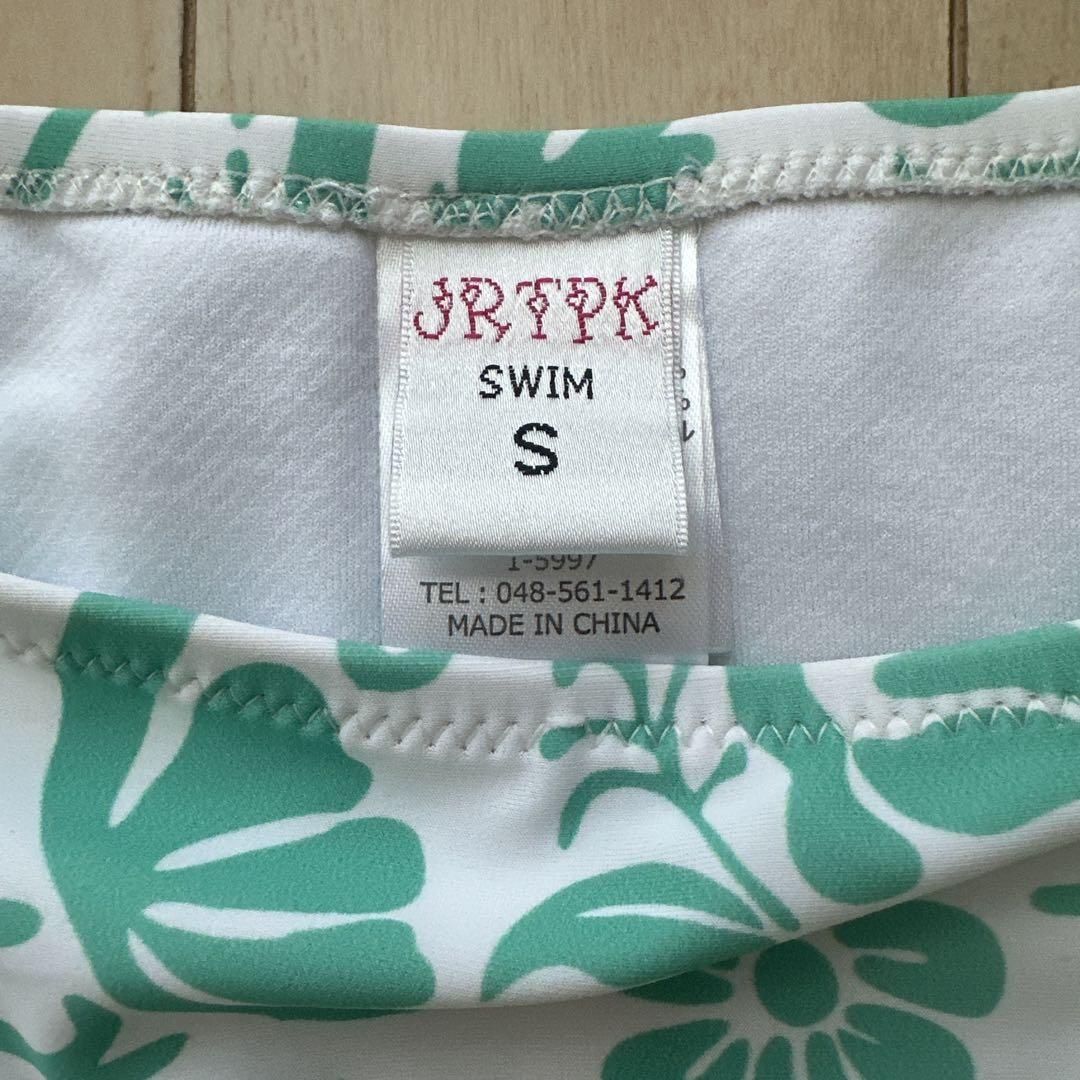 JRTPK
SWIM
S
1-5997
TEL : 048-561-1412
MADE IN CHINA